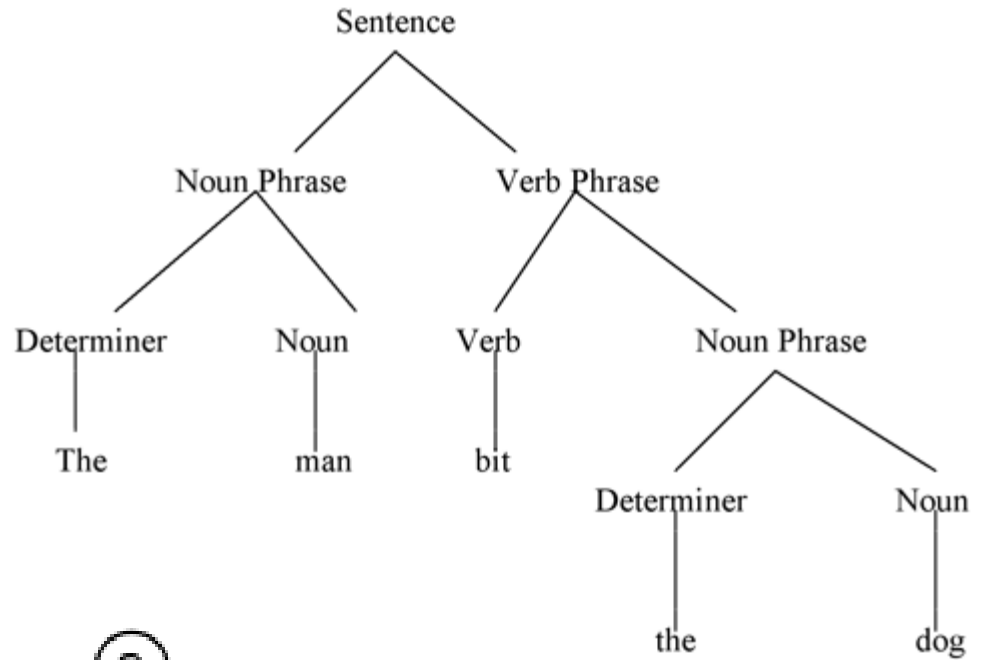 Sentence
Noun Phrase Verb Phrase
Determiner Noun Verb Noun Phrase
The man bit
Determiner Noun
the dog